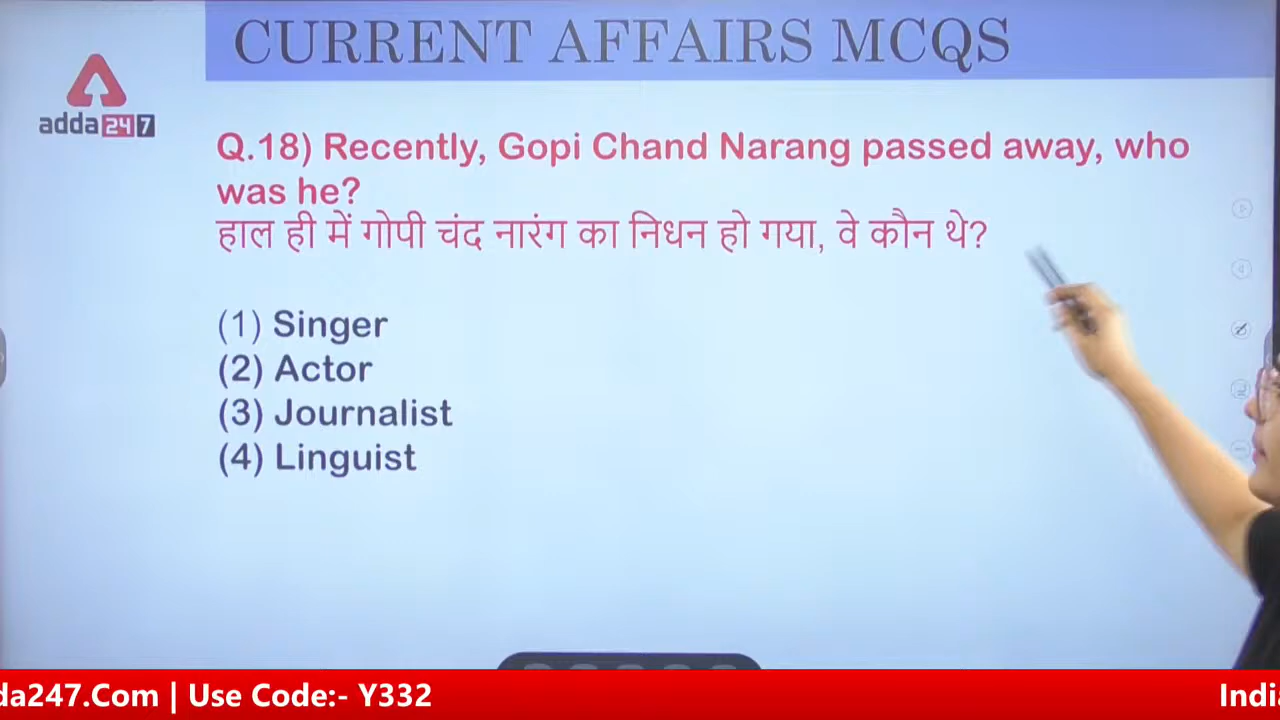 CURRENT AFFAIRS MCQS
adda247
Q.18) Recently, Gopi Chand Narang passed away, who
was he?
हाल ही में गोपी चंद नारंग का निधन हो गया, वे कौन थे?
(1) Singer
(2) Actor
(3) Journalist
(4) Linguist
da247.Com | Use Code:- Y332
India